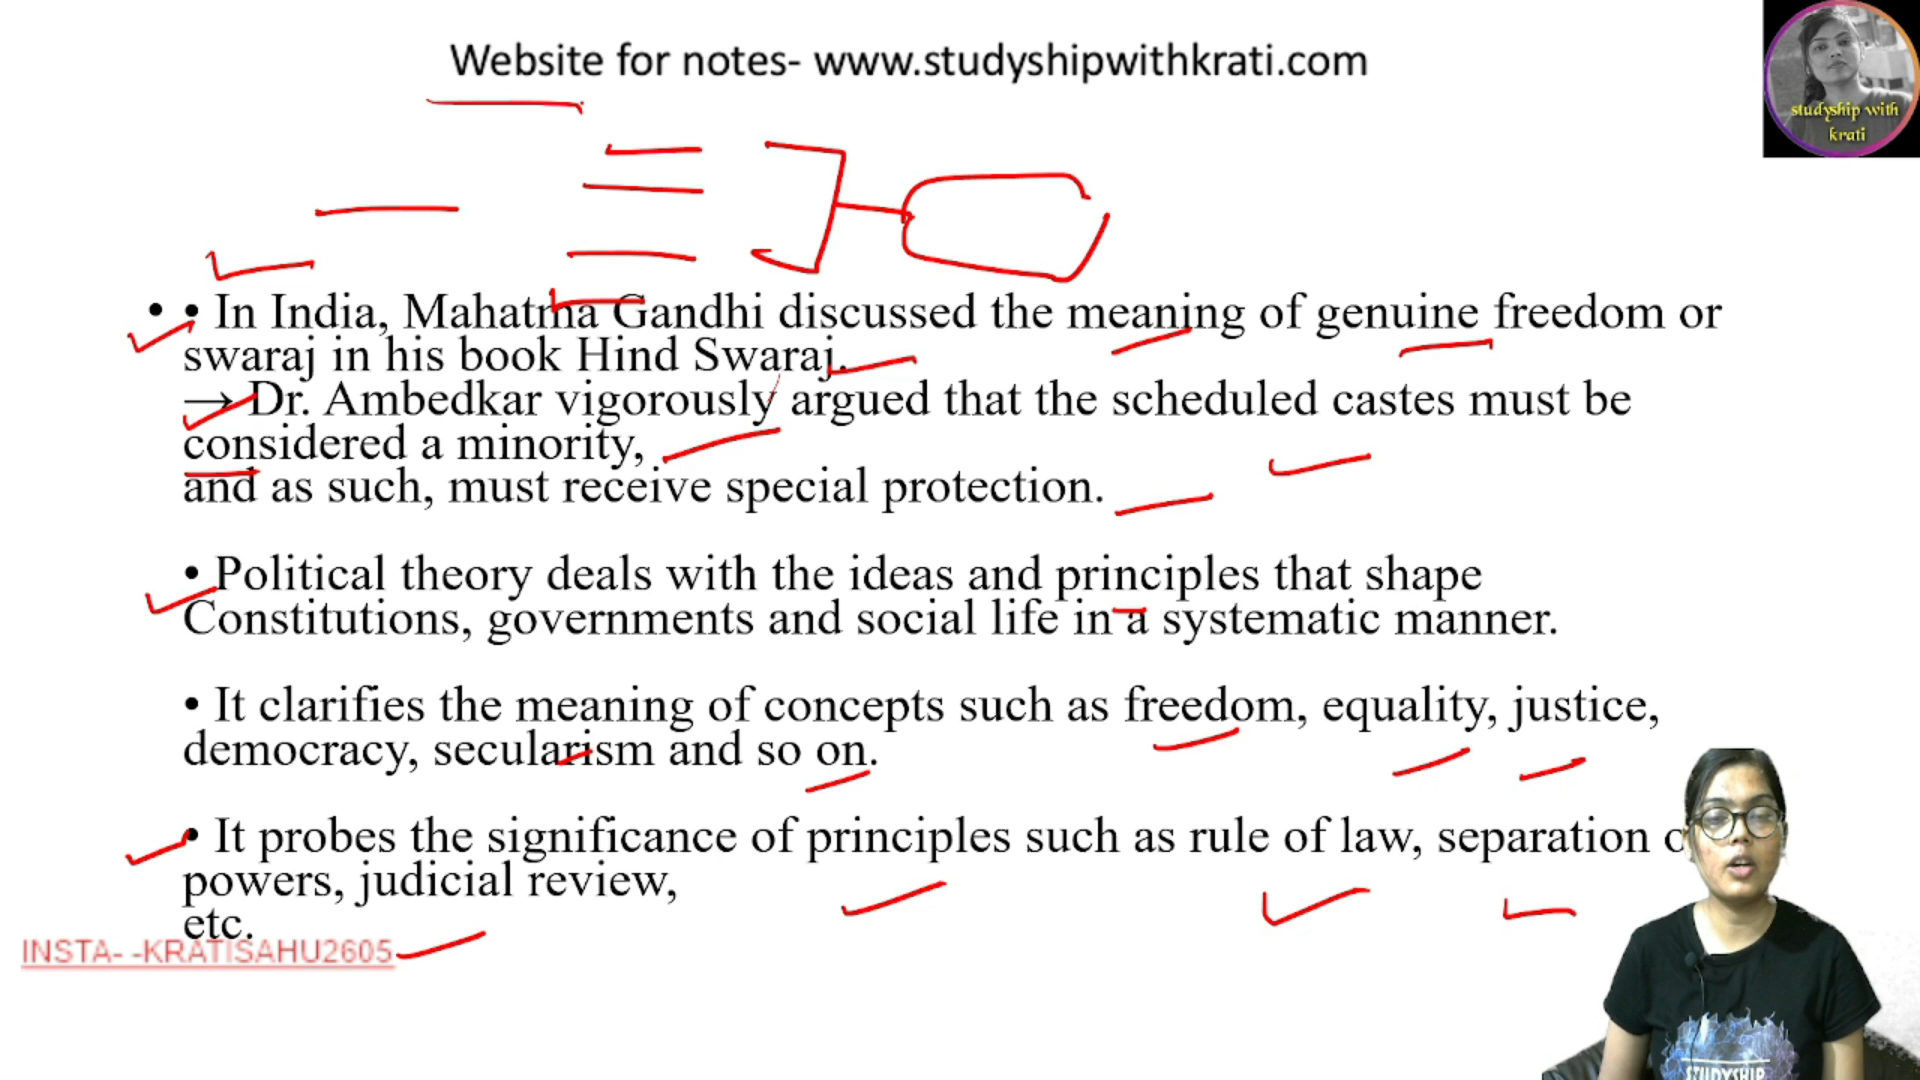 Website for notes- www.studyshipwithkrati.com
studyship with
krati
• • In India, Mahatma Gandhi discussed the meaning of genuine freedom or
swaraj in his book Hind Swaraj.
→ Dr. Ambedkar vigorously argued that the scheduled castes must be
considered a minority,
and as such, must receive special protection.
• Political theory deals with the ideas and principles that shape
Constitutions, governments and social life in a systematic manner.
• It clarifies the meaning of concepts such as freedom, equality, justice,
democracy, secularism and so on.
• It probes the significance of principles such as rule of law, separation
powers, judicial review,
etc.
INSTA- -KRATISAHU2605
STUDYSHIP